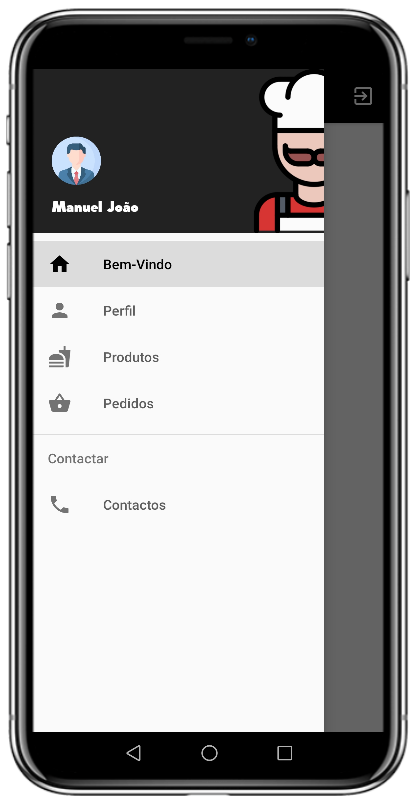 Manuel João
Bem-Vindo
Perfil
Produtos
Pedidos
Contactar
Contactos